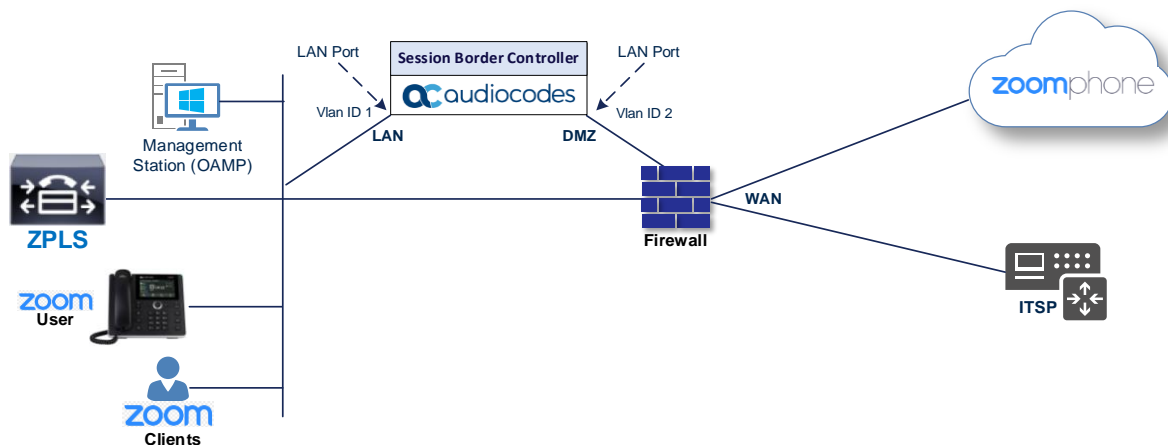 LAN Port
Session Border Controller
audiocodes
LAN Port
Vlan ID 1
Vlan ID 2
LAN
DMZ
Management
Station (OAMP)
ZPLS
zoom
User
zoom
Clients
Firewall
WAN
zoomphone
ITSP